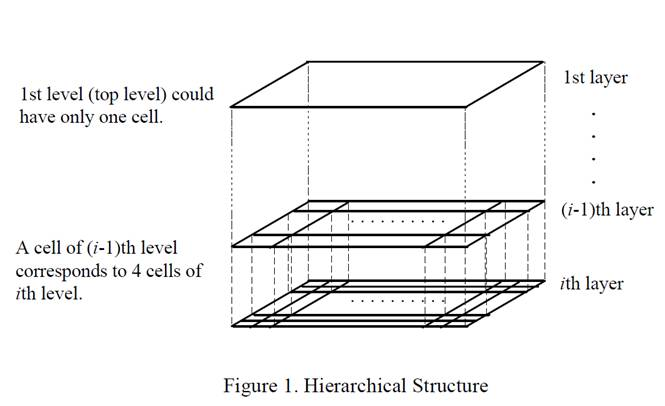 1st level (top level) could
have only one cell.
1st layer
(i-1)th layer
A cell of (i-1)th level
corresponds to 4 cells of
ith level.
ith layer
Figure 1. Hierarchical Structure